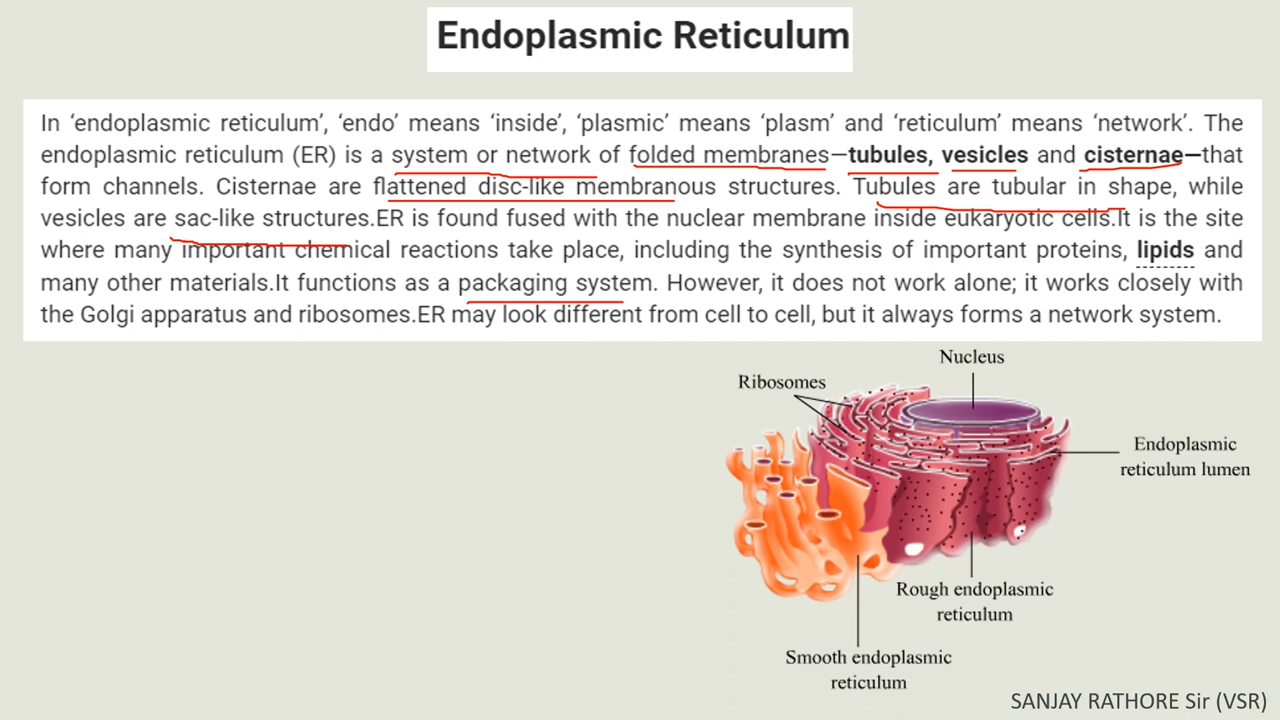 Endoplasmic Reticulum
In ‘endoplasmic reticulum’, ‘endo’ means ‘inside’, ‘plasmic’ means ‘plasm’ and ‘reticulum’ means ‘network’. The
endoplasmic reticulum (ER) is a system or network of folded membranes—tubules, vesicles and cisternae—that
form channels. Cisternae are flattened disc-like membranous structures. Tubules are tubular in shape, while
vesicles are sac-like structures.ER is found fused with the nuclear membrane inside eukaryotic cells.It is the site
where many important chemical reactions take place, including the synthesis of important proteins, lipids and
many other materials.It functions as a packaging system. However, it does not work alone; it works closely with
the Golgi apparatus and ribosomes.ER may look different from cell to cell, but it always forms a network system.
Nucleus
Ribosomes
Endoplasmic
reticulum lumen
Rough endoplasmic
reticulum
Smooth endoplasmic
reticulum
SANJAY RATHORE Sir (VSR)